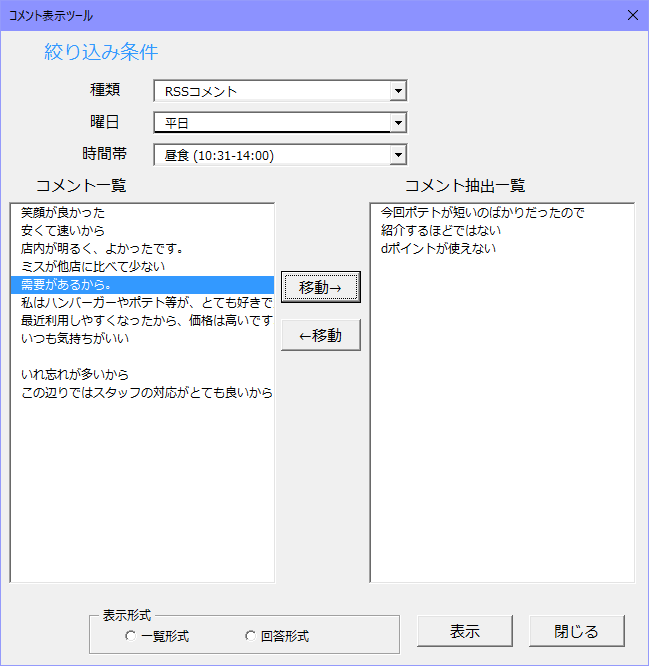 コメント表示ツール
絞り込み条件
種類 RSSコメント
曜日 平日
時間帯 昼食 (10:31-14:00)
コメント一覧
笑顔が良かった
安くて速いから
店内が明るく、よかったです。
ミスが他店に比べて少ない
需要があるから。
私はハンバーガーやポテト等が、とても好きで
最近利用しやすくなったから、価格は高いです
いつも気持ちがいい
いれ忘れが多いから
この辺りではスタッフの対応がとても良いから
移動→
←移動
コメント抽出一覧
今回ポテトが短いのばかりだったので
紹介するほどではない
dポイントが使えない
表示形式
一覧形式 回答形式
表示 閉じる